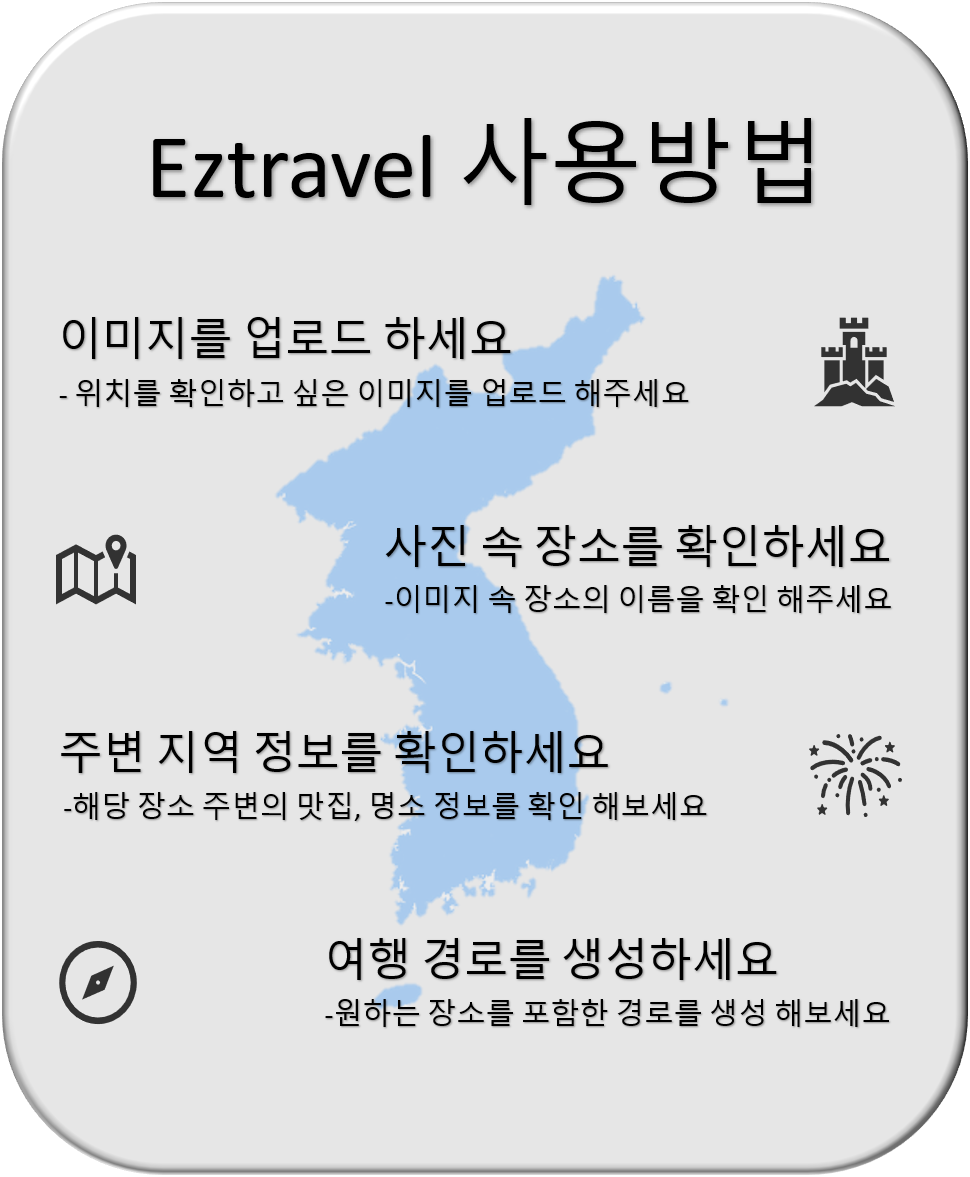 Eztravel 사용방법
이미지를 업로드 하세요
- 위치를 확인하고 싶은 이미지를 업로드 해주세요
사진 속 장소를 확인하세요
-이미지 속 장소의 이름을 확인 해주세요
주변 지역 정보를 확인하세요
-해당 장소 주변의 맛집, 명소 정보를 확인 해보세요
여행 경로를 생성하세요
-원하는 장소를 포함한 경로를 생성 해보세요